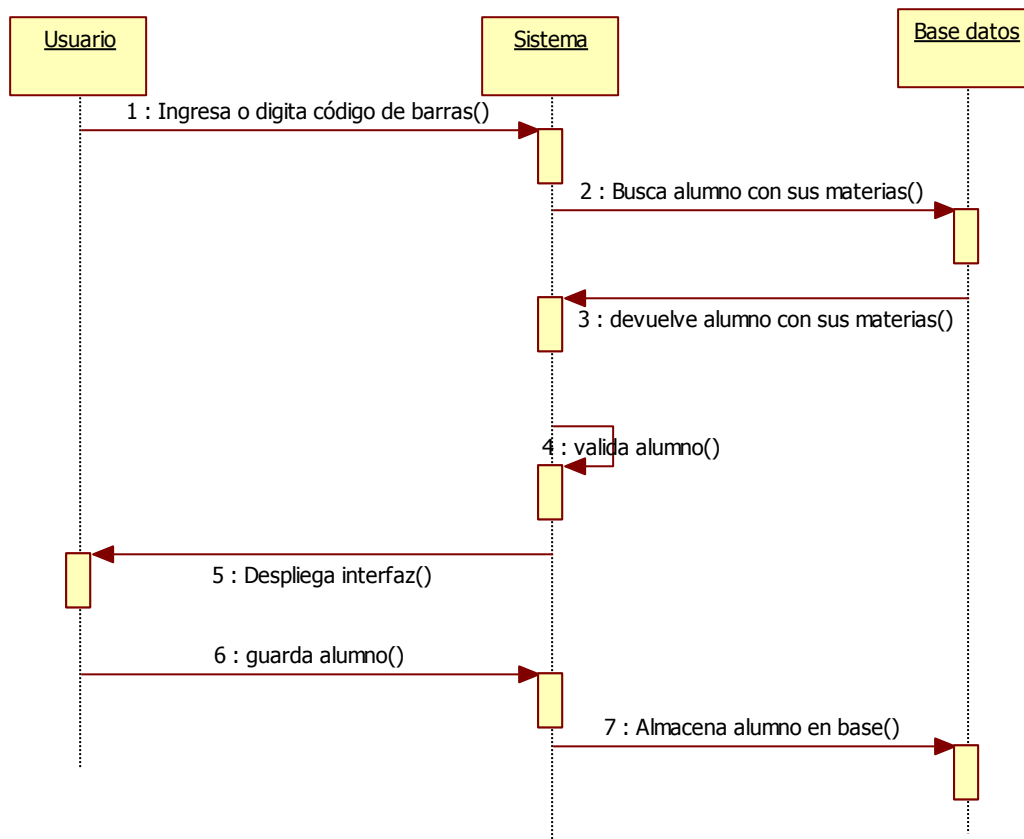 Usuario
Sistema
Base datos
1 : Ingresa o digita código de barras()
2 : Busca alumno con sus materias()
3 : devuelve alumno con sus materias()
4 : valida alumno()
5 : Despliega interfaz()
6 : guarda alumno()
7 : Almacena alumno en base()